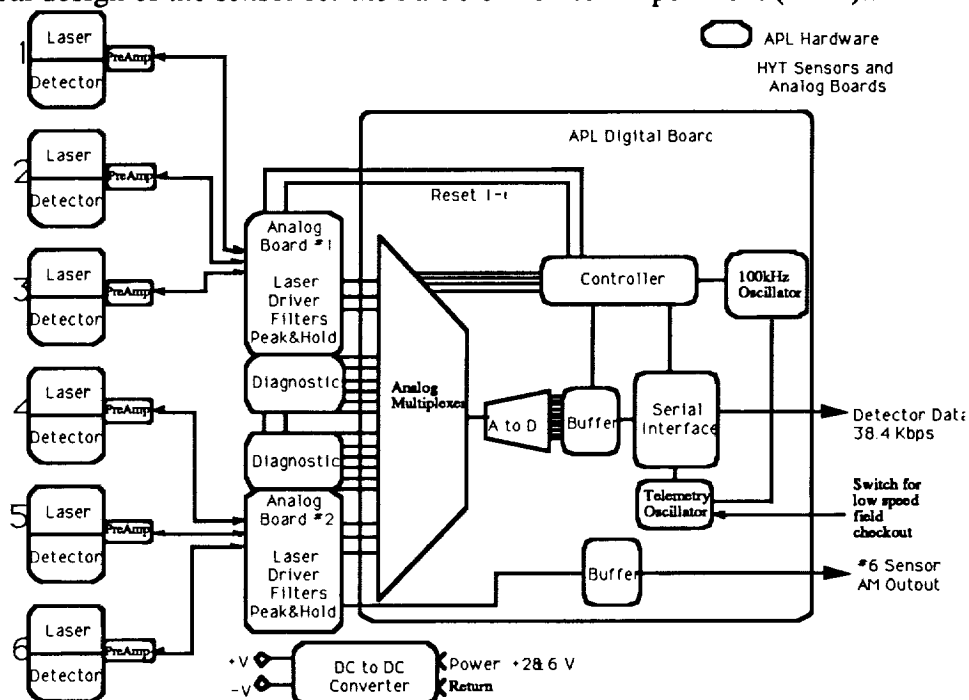 1
Laser
PreAmp
Detector
2
Laser
PreAmp
Detector
3
Laser
PreAmp
Detector
4
Laser
PreAmp
Detector
5
Laser
PreAmp
Detector
6
Laser
PreAmp
Detector
APL Hardware
HYT Sensors and
Analog Boards
APL Digital Board
Reset 1-
Analog
Board #1
Laser
Driver
Filters
Peak&Hold
Diagnostic
Diagnostic
Analog
Board #2
Laser
Driver
Filters
Peak&Hold
Analog
Multiplexer
Controller
100kHz
Oscillator
A to D
Buffer
Serial
Interface
Telemetry
Oscillator
Buffer
Detector Data
38.4 Kbps
Switch for
low speed
field
checkout
#6 Sensor
AM Outout
+V
-V
DC to DC
Converter
Power +28±6 V
Return